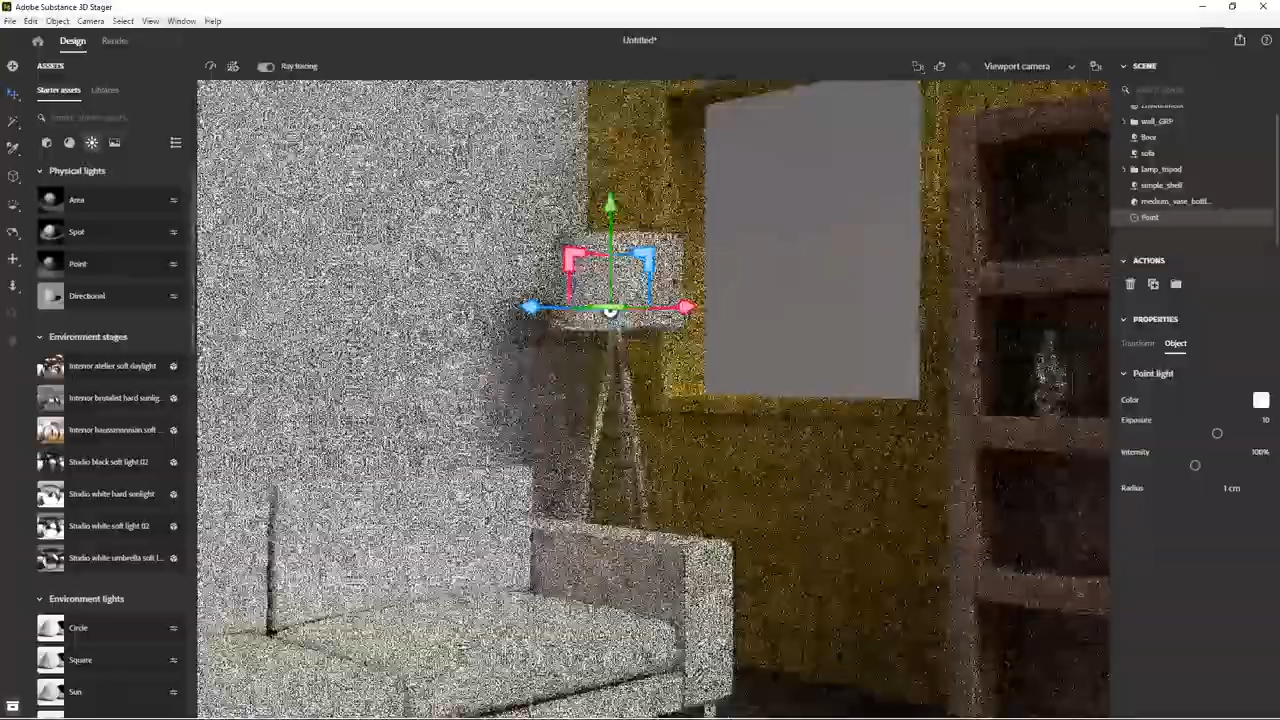 Adobe Substance 3D Stager
File Edit Object Camera Select View Window Help
Design Render
Untitled*
ASSETS
Ray tracing
Viewport camera
SCENE
Starter assets Libraries
Environment
wall_GRP
floor
sofa
lamp_tripod
simple_shelf
medium_vase_bottl...
Point
Physical lights
Area
Spot
Point
Directional
ACTIONS
PROPERTIES
Transform Object
Point light
Color
Exposure 10
Intensity 100%
Radius 1 cm
Environment stages
Interior atelier soft daylight
Interior brutalist hard sunlig...
Interior haussmannian soft ...
Studio black soft light 02
Studio white hard sunlight
Studio white soft light 02
Studio white umbrella soft l...
Environment lights
Circle
Square
Sun